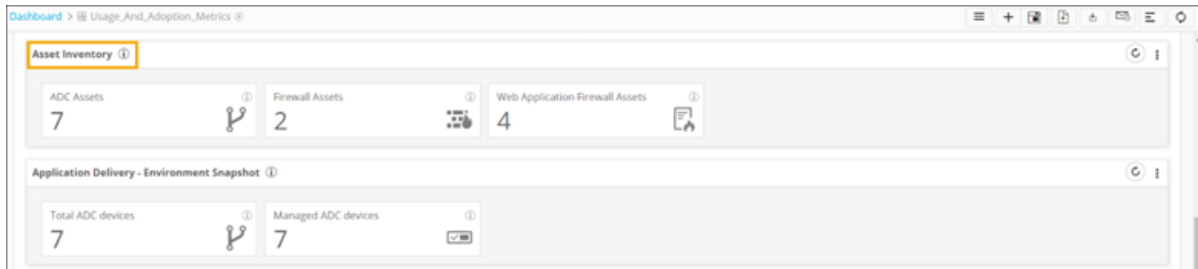 Dashboard > Usage_And_Adoption_Metrics
Asset Inventory
ADC Assets
7
Firewall Assets
2
Web Application Firewall Assets
4
Application Delivery - Environment Snapshot
Total ADC devices
7
Managed ADC devices
7